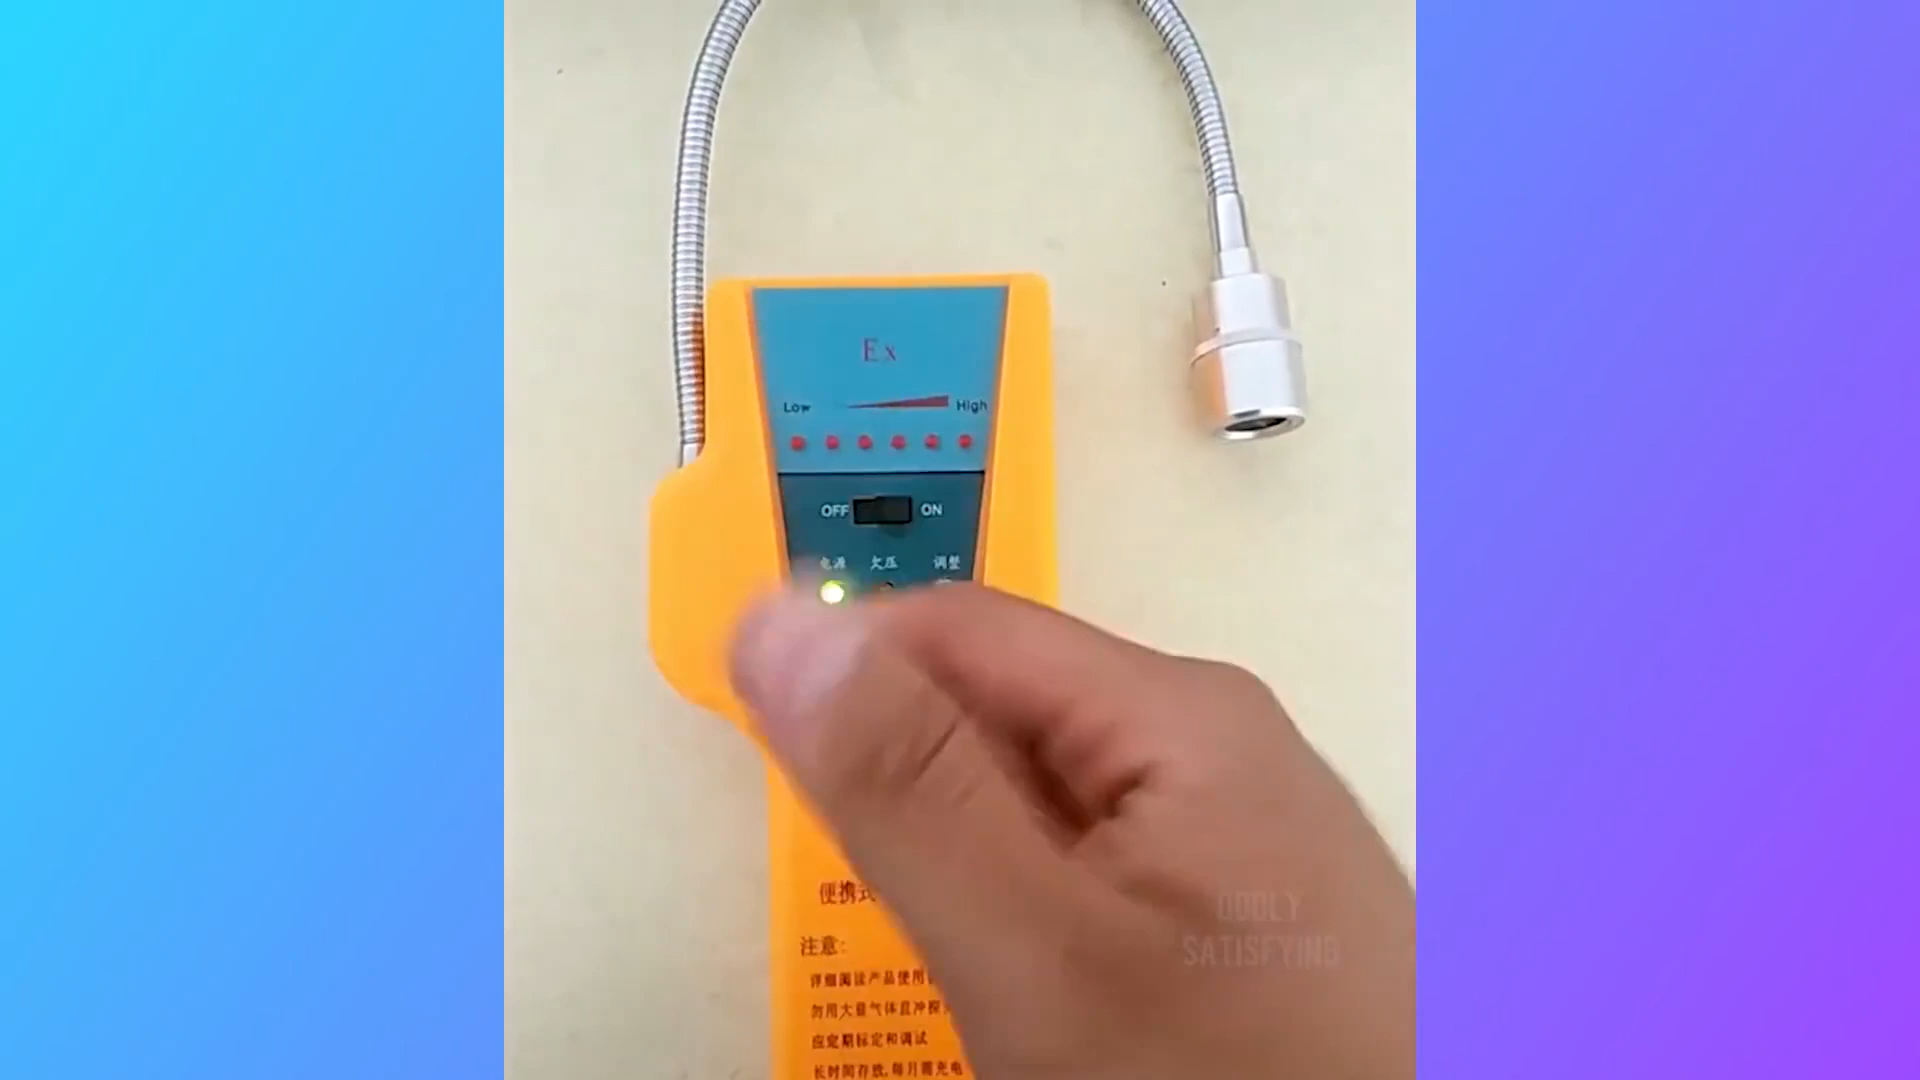 Ex
Low High
OFF ON
电源 欠压 调整
便携式
注意:
详细阅读产品使用
勿用大量气体直冲探
应定期标定和调试
长时间存放,每月需充电
ODDLY
SATISFYING